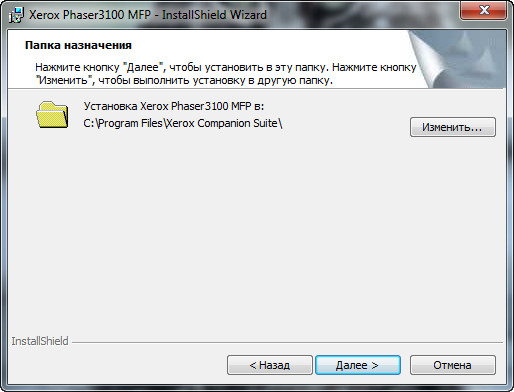 Xerox Phaser3100 MFP - InstallShield Wizard
Папка назначения
Нажмите кнопку "Далее", чтобы установить в эту папку. Нажмите кнопку
"Изменить", чтобы выполнить установку в другую папку.
Установка Xerox Phaser3100 MFP в:
C:\Program Files\Xerox Companion Suite\
Изменить...
InstallShield
< Назад
Далее >
Отмена